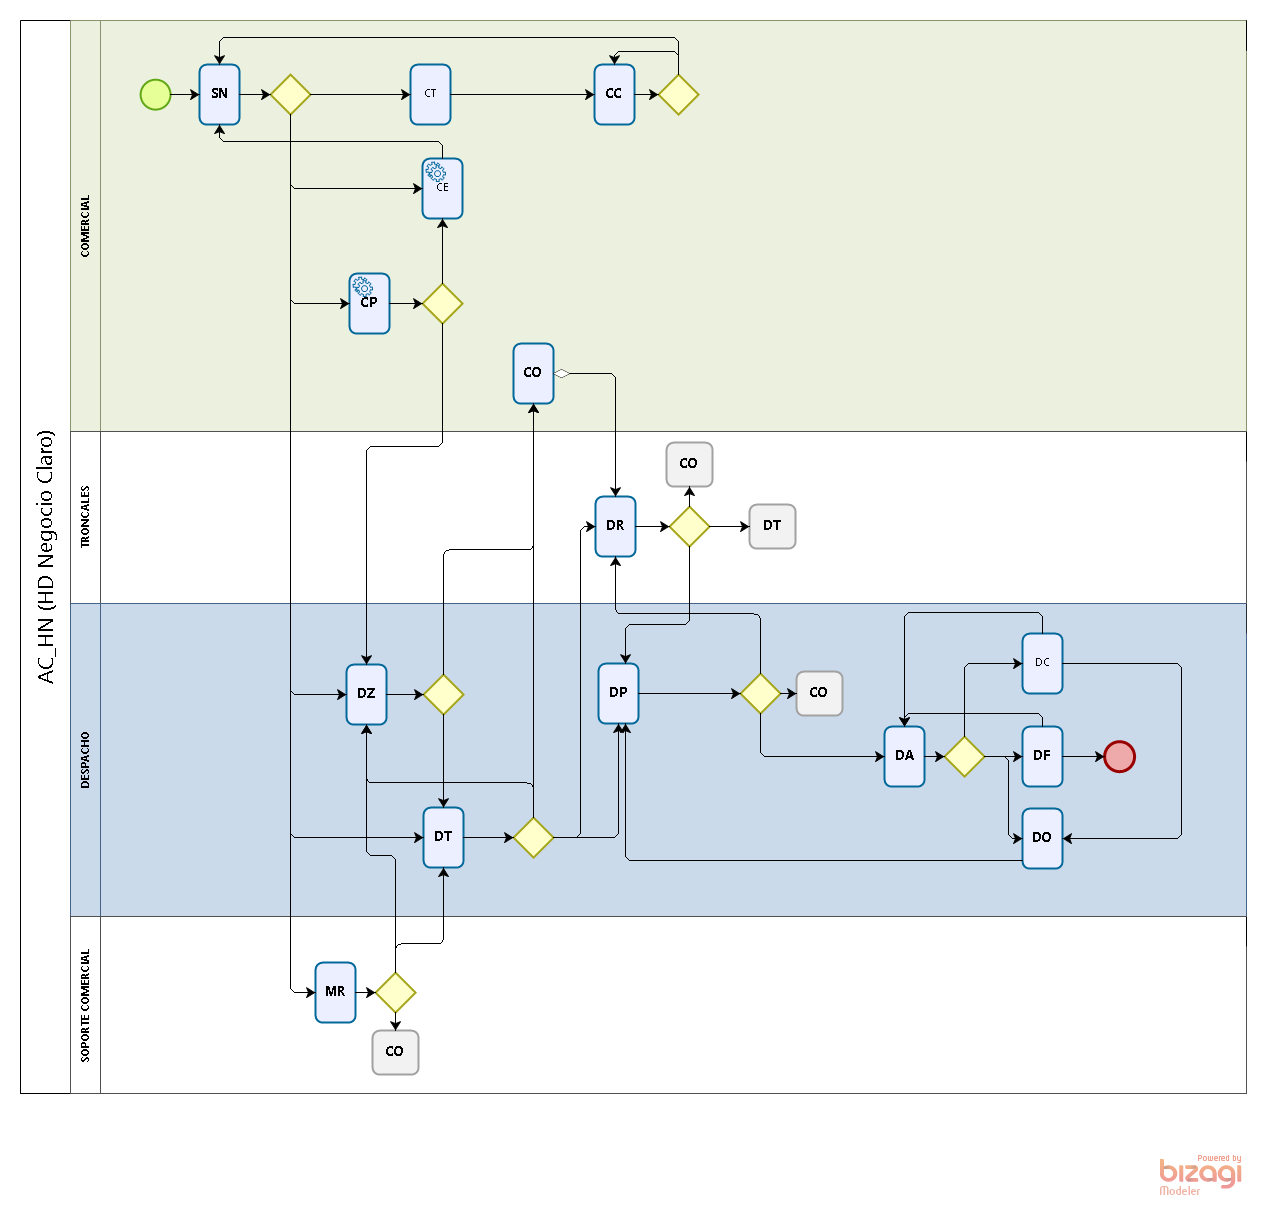 AC_HN (HD Negocio Claro)
COMERCIAL
SN
CT
CC
CE
CP
CO
TRONCALES
CO
DR
DT
DESPACHO
DC
DZ
DP
CO
DA
DF
DT
DO
SOPORTE COMERCIAL
MR
CO
Powered by
bizagi
Modeler